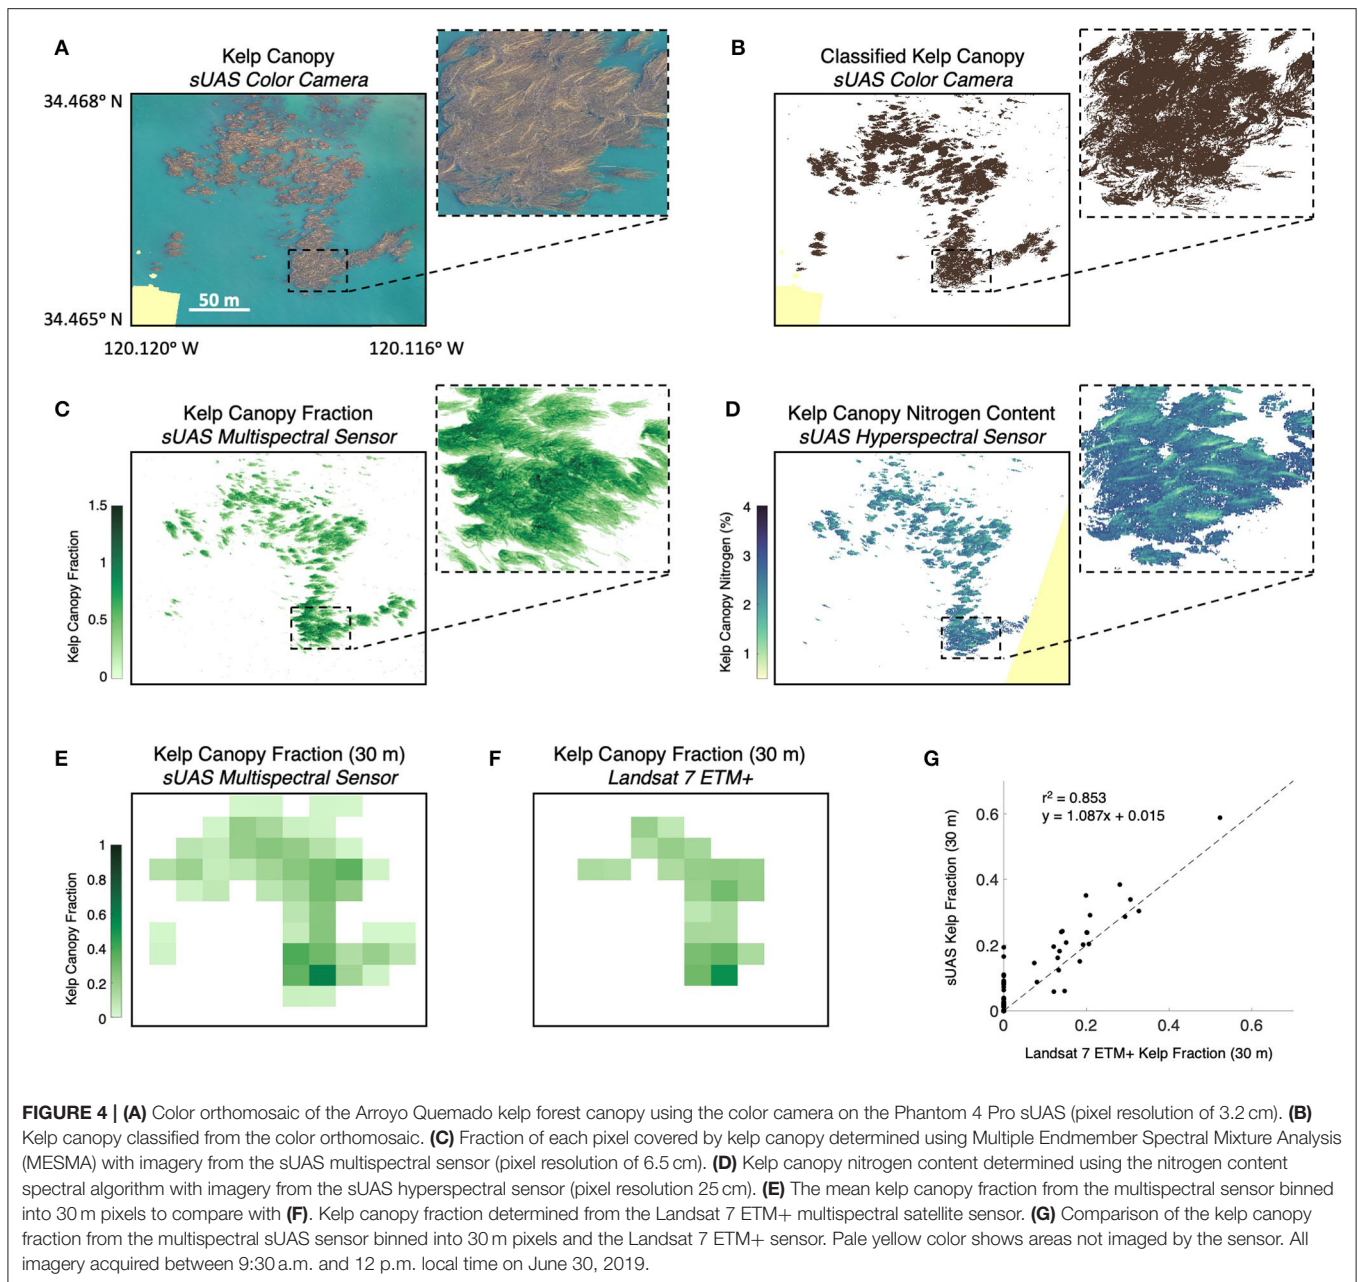 A
Kelp Canopy
sUAS Color Camera
34.468° N
50 m
34.465° N
120.120° W
120.116° W
B
Classified Kelp Canopy
sUAS Color Camera
C
Kelp Canopy Fraction
sUAS Multispectral Sensor
Kelp Canopy Fraction
1.5
1
0.5
0
D
Kelp Canopy Nitrogen Content
sUAS Hyperspectral Sensor
Kelp Canopy Nitrogen (%)
4
3
2
1
E
Kelp Canopy Fraction (30 m)
sUAS Multispectral Sensor
Kelp Canopy Fraction
1
0.8
0.6
0.4
0.2
0
F
Kelp Canopy Fraction (30 m)
Landsat 7 ETM+
G
r² = 0.853
y = 1.087x + 0.015
sUAS Kelp Fraction (30 m)
0.6
0.4
0.2
0
0
0.2
0.4
0.6
Landsat 7 ETM+ Kelp Fraction (30 m)
FIGURE 4 | (A) Color orthomosaic of the Arroyo Quemado kelp forest canopy using the color camera on the Phantom 4 Pro sUAS (pixel resolution of 3.2 cm). (B)
Kelp canopy classified from the color orthomosaic. (C) Fraction of each pixel covered by kelp canopy determined using Multiple Endmember Spectral Mixture Analysis
(MESMA) with imagery from the sUAS multispectral sensor (pixel resolution of 6.5 cm). (D) Kelp canopy nitrogen content determined using the nitrogen content
spectral algorithm with imagery from the sUAS hyperspectral sensor (pixel resolution 25 cm). (E) The mean kelp canopy fraction from the multispectral sensor binned
into 30 m pixels to compare with (F). Kelp canopy fraction determined from the Landsat 7 ETM+ multispectral satellite sensor. (G) Comparison of the kelp canopy
fraction from the multispectral sUAS sensor binned into 30 m pixels and the Landsat 7 ETM+ sensor. Pale yellow color shows areas not imaged by the sensor. All
imagery acquired between 9:30 a.m. and 12 p.m. local time on June 30, 2019.